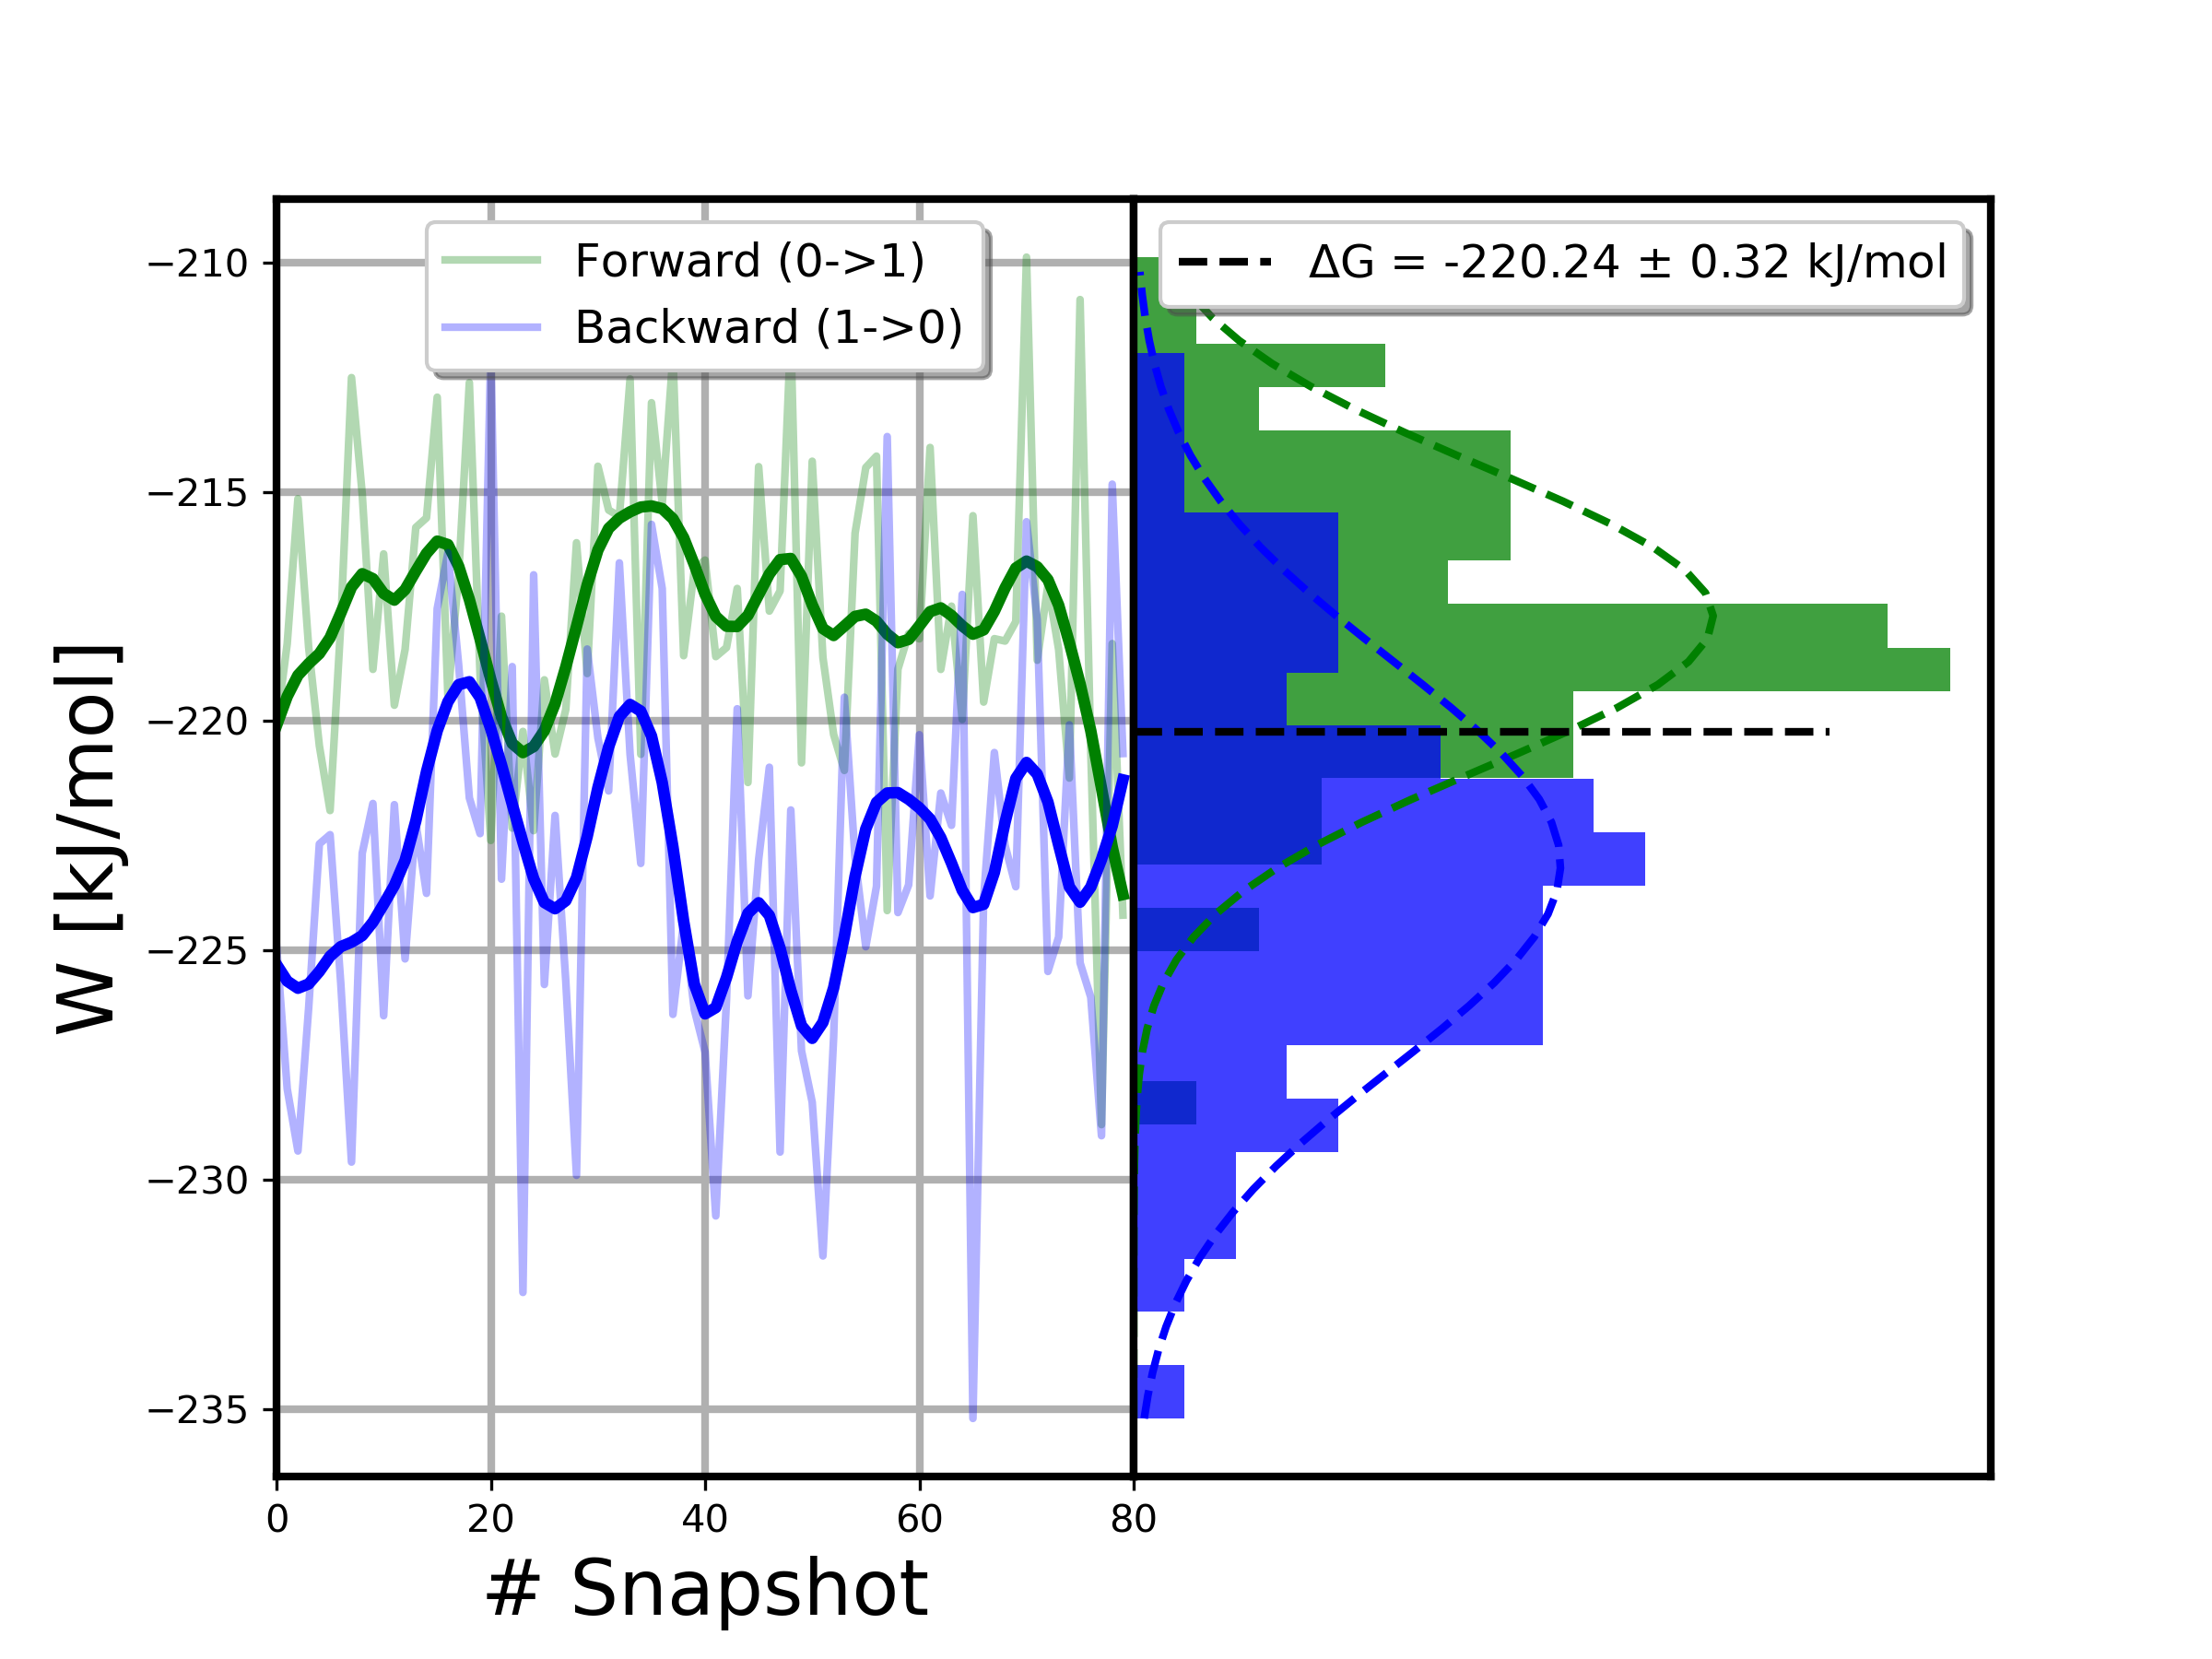 Forward (0->1)
Backward (1->0)
ΔG = -220.24 ± 0.32 kJ/mol
W [kJ/mol]
−210
−215
−220
−225
−230
−235
0 20 40 60 80
# Snapshot